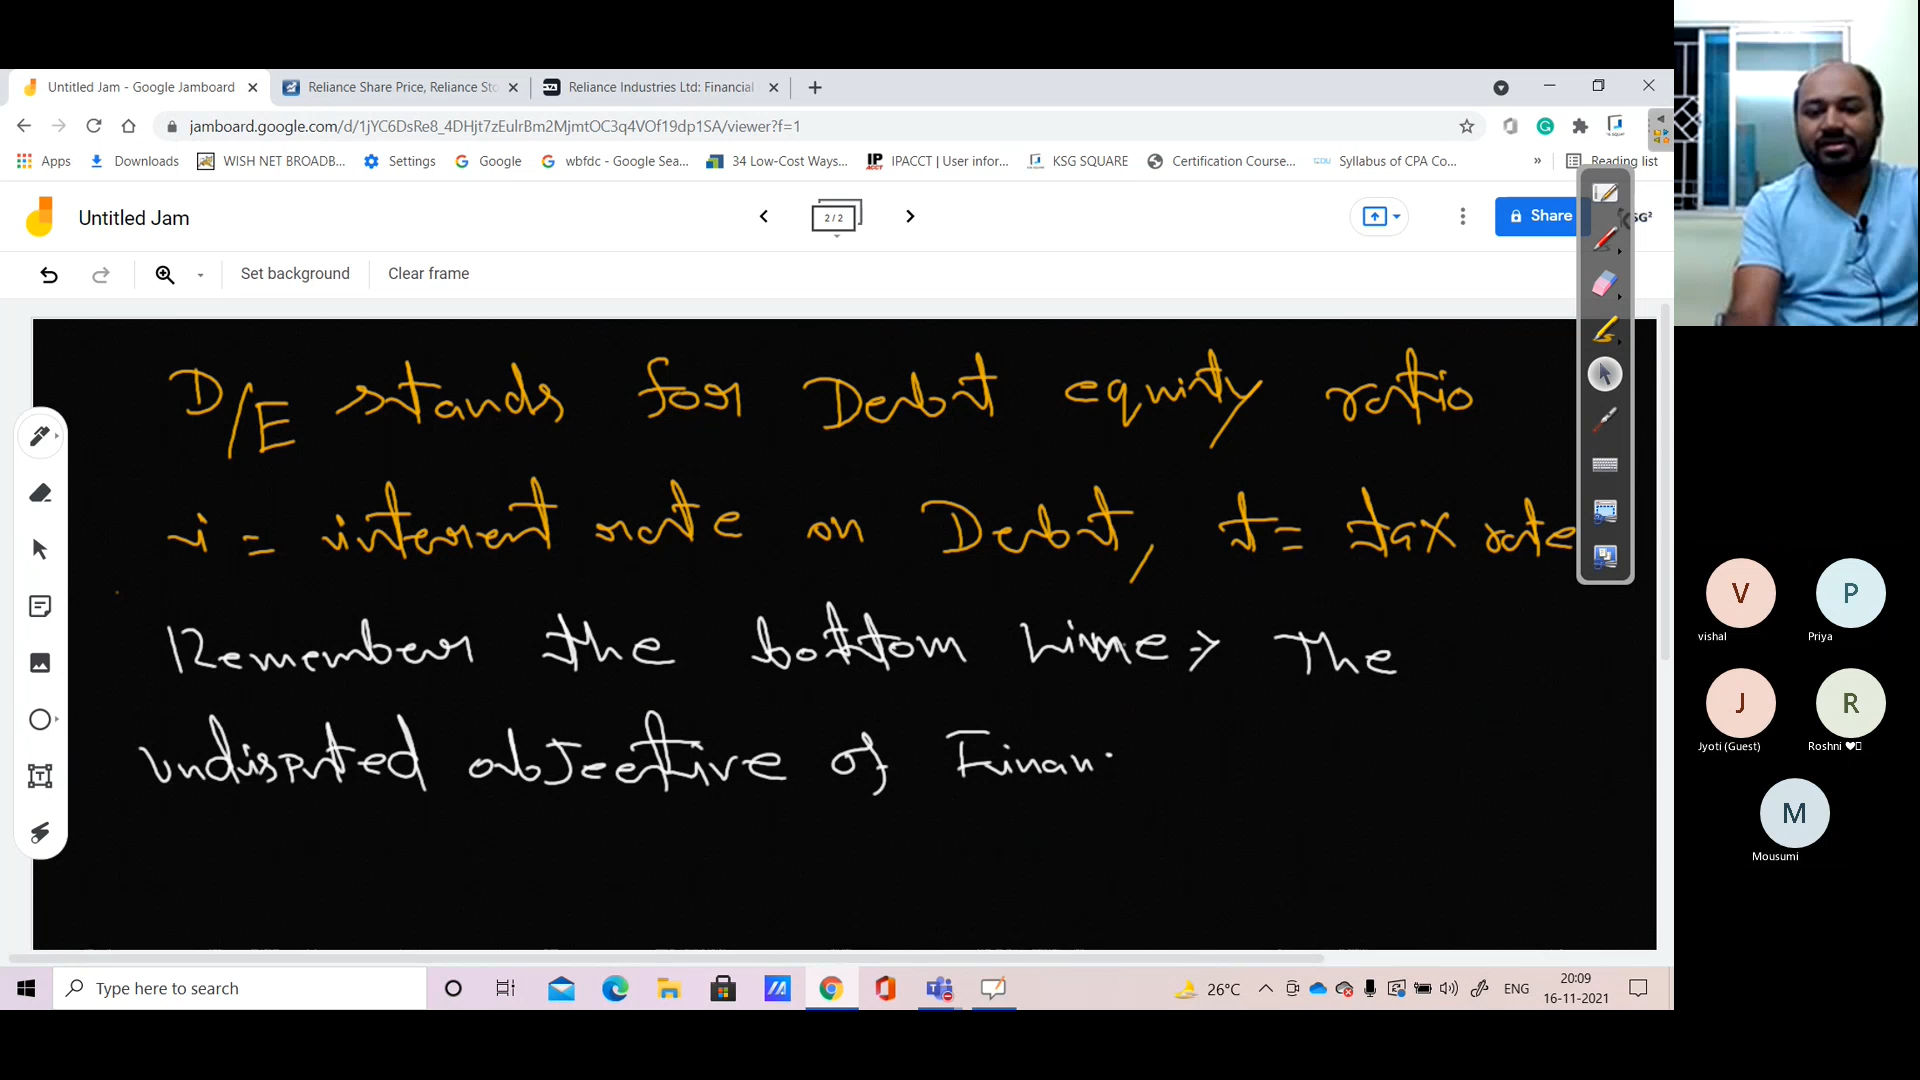 Untitled Jam - Google Jamboard
Reliance Share Price, Reliance Sto
Reliance Industries Ltd: Financial
jamboard.google.com/d/1jYC6DsRe8_4DHjt7zEulrBm2MjmtOC3q4VOf19dp1SA/viewer?f=1
Apps Downloads WISH NET BROADB... Settings Google wbfdc - Google Sea... 34 Low-Cost Ways... IPACCT | User infor... KSG SQUARE Certification Course... Syllabus of CPA Co... » Reading list
Untitled Jam
2 / 2
Share
Set background Clear frame
D/E stands for Debt equity ratio
i = interest rate on Debt, t = tax rate
Remember the bottom line => The
undisputed objective of Finan
V P
vishal Priya
J R
Jyoti (Guest) Roshni ❤
M
Mousumi
Type here to search
26°C
ENG
20:09
16-11-2021